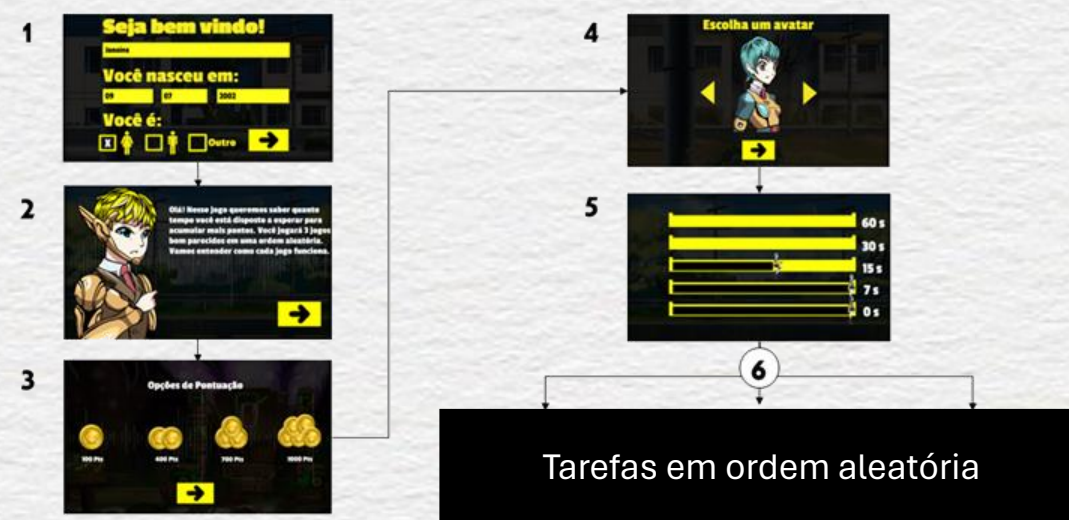 1
Seja bem vindo!
Janaina
Você nasceu em:
09 07 2002
Você é:
X Outro
2
Olá! Nesse jogo queremos saber quanto
tempo você está disposto a esperar para
acumular mais pontos. Você jogará 3 jogos
bem parecidos em uma ordem aleatória.
Vamos entender como cada jogo funciona.
3
Opções de Pontuação
100 Pts 400 Pts 700 Pts 1000 Pts
4
Escolha um avatar
5
60 s
30 s
15 s
7 s
0 s
6
Tarefas em ordem aleatória